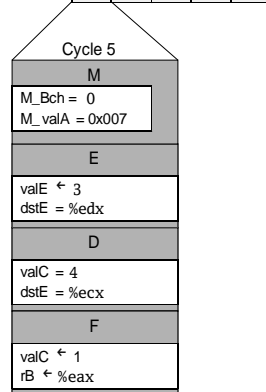 Cycle 5
M
M_Bch = 0
M_valA = 0x007
E
valE ← 3
dstE = %edx
D
valC = 4
dstE = %ecx
F
valC ← 1
rB ← %eax